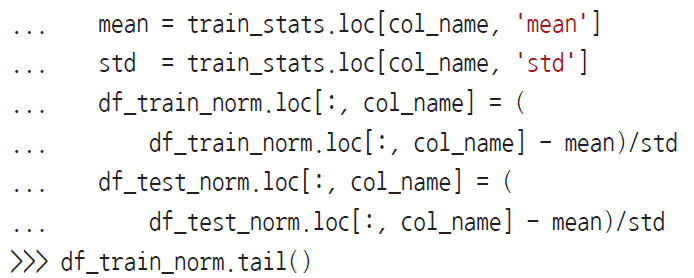 ...     mean = train_stats.loc[col_name, 'mean']
...     std  = train_stats.loc[col_name, 'std']
...     df_train_norm.loc[:, col_name] = (
...         df_train_norm.loc[:, col_name] - mean)/std
...     df_test_norm.loc[:, col_name] = (
...         df_test_norm.loc[:, col_name] - mean)/std
>>> df_train_norm.tail()